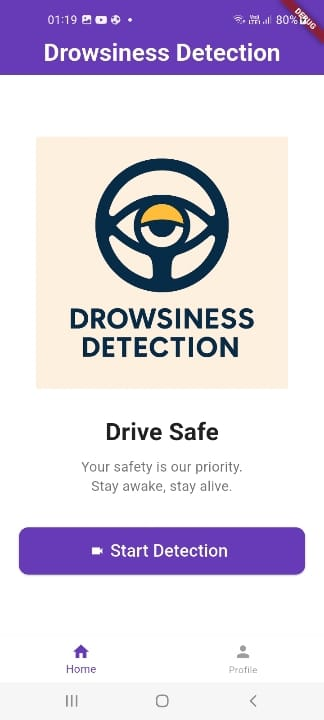 01:19
80%
DEBUG
Drowsiness Detection
DROWSINESS
DETECTION
Drive Safe
Your safety is our priority.
Stay awake, stay alive.
Start Detection
Home
Profile